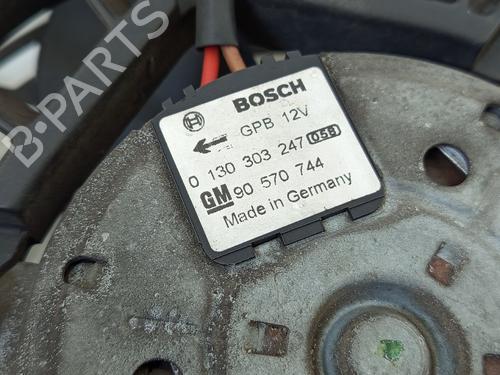 B-PARTS
BOSCH
GPB 12V
0 130 303 247 058
GM 90 570 744
Made in Germany